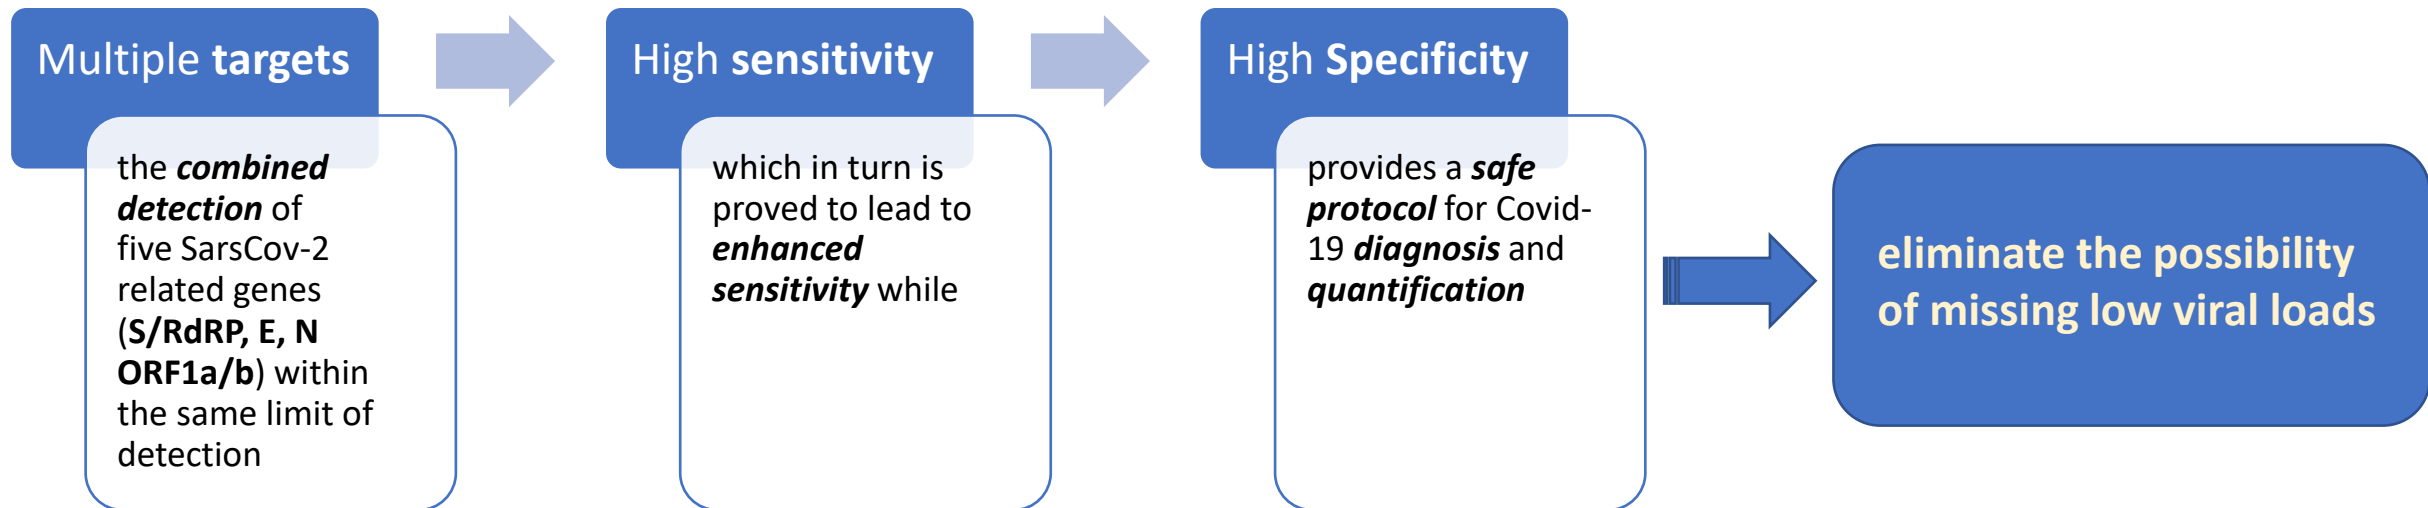 Multiple targets
the combined
detection of
five SarsCov-2
related genes
(S/RdRP, E, N
ORF1a/b) within
the same limit of
detection
High sensitivity
which in turn is
proved to lead to
enhanced
sensitivity while
High Specificity
provides a safe
protocol for Covid-
19 diagnosis and
quantification
eliminate the possibility
of missing low viral loads